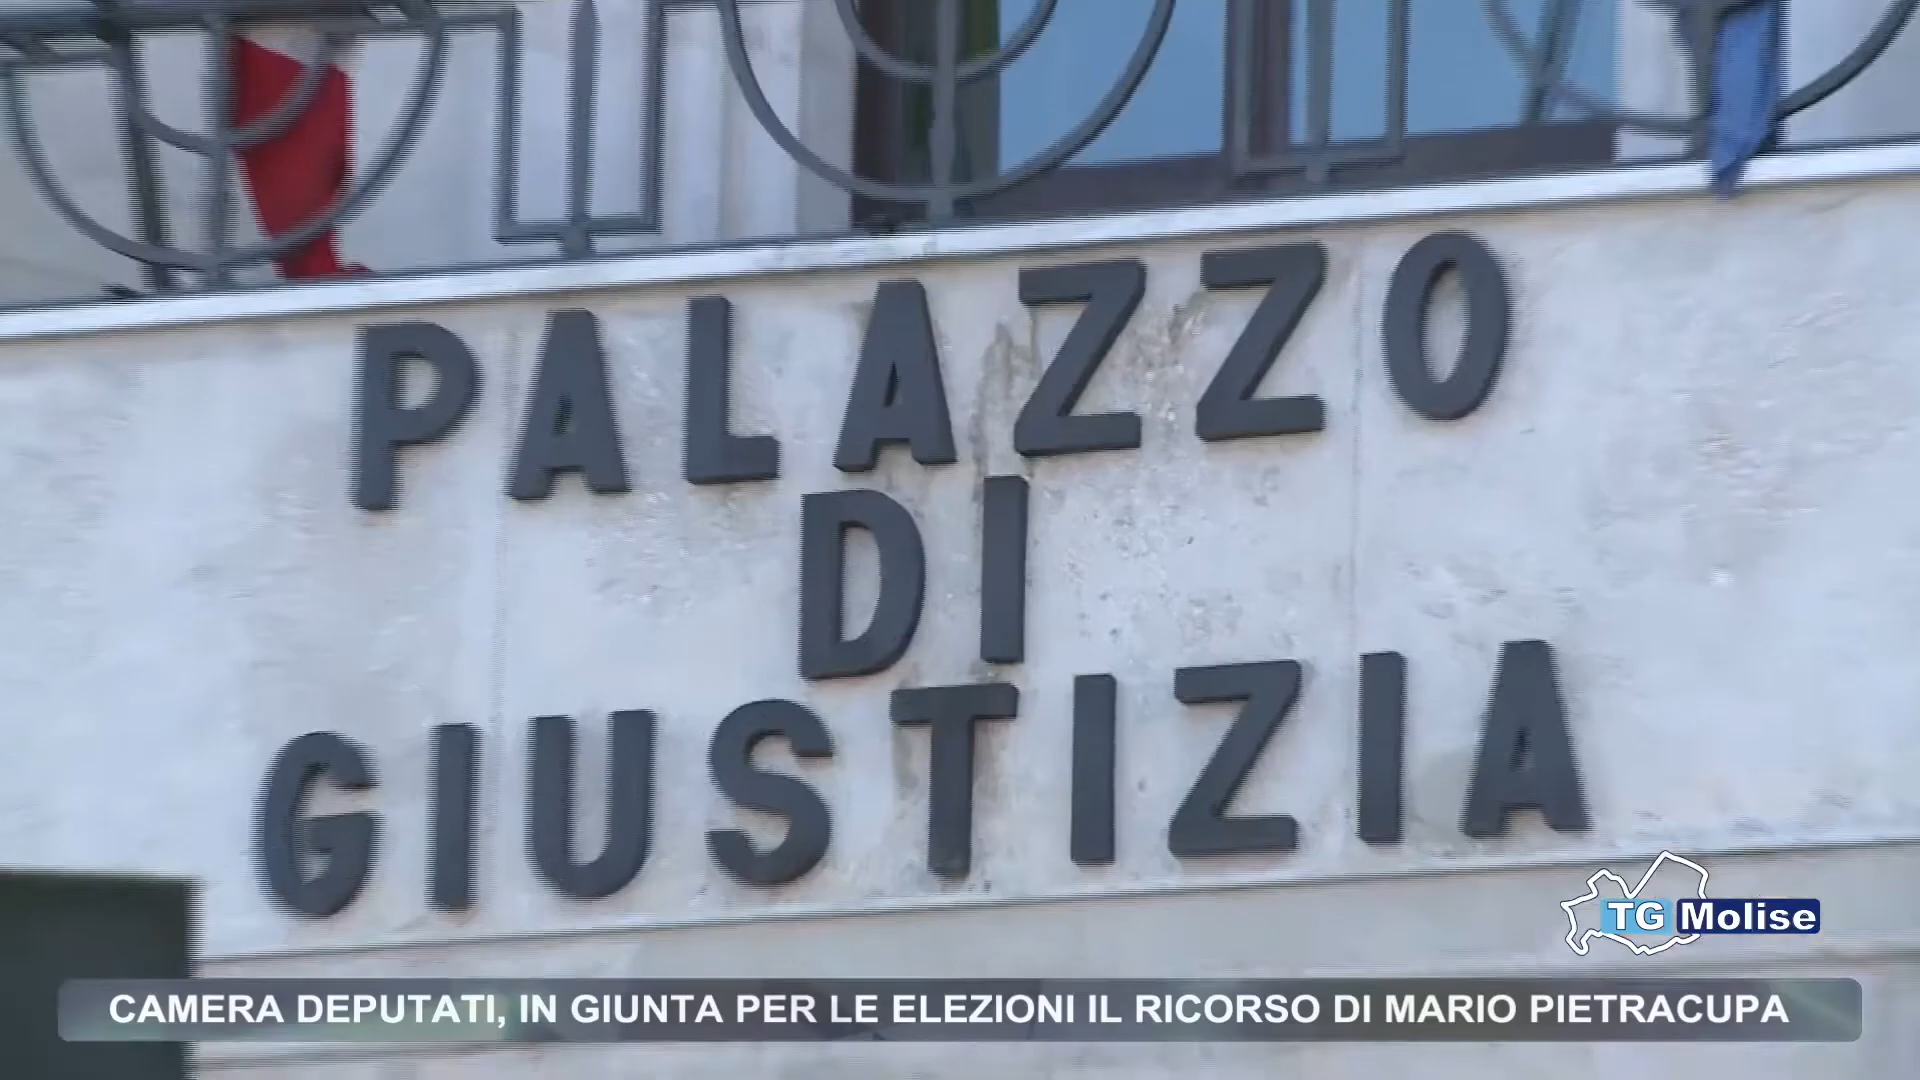 PALAZZO
DI
GIUSTIZIA
TG Molise
CAMERA DEPUTATI, IN GIUNTA PER LE ELEZIONI IL RICORSO DI MARIO PIETRACUPA